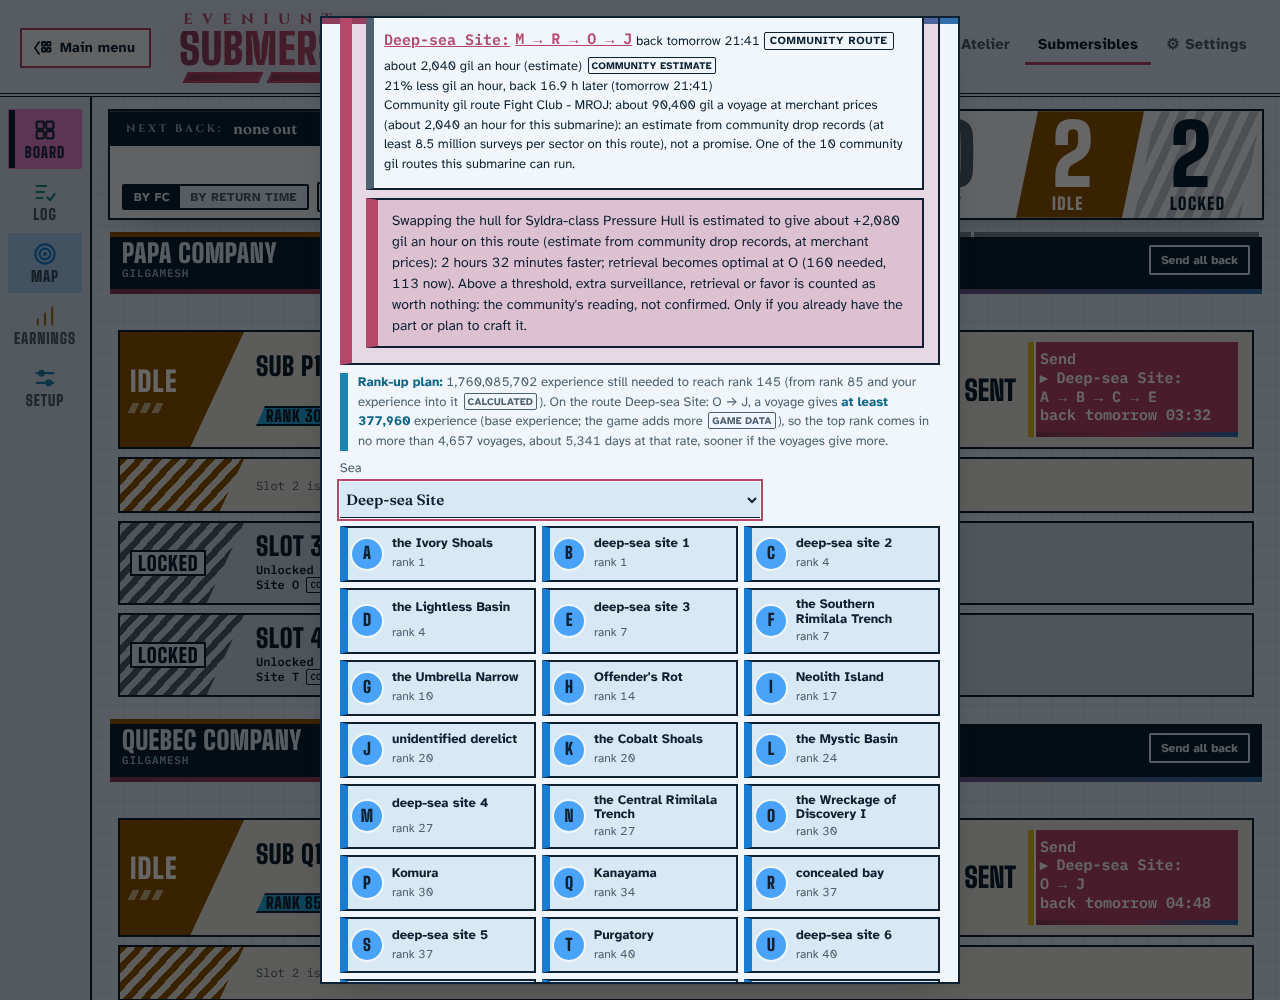 Main menu
EVENIUNT
SUBMERS
Atelier
Submersibles
Settings
BOARD
LOG
MAP
EARNINGS
SETUP
NEXT BACK: none out
BY FC
BY RETURN TIME
2
IDLE
2
LOCKED
PAPA COMPANY
GILGAMESH
Send all back
IDLE
SUB P1
RANK 30
SENT
Send
▶ Deep-sea Site:
A → B → C → E
back tomorrow 03:32
Slot 2 is
LOCKED
SLOT 3
Unlocked
Site O
LOCKED
SLOT 4
Unlocked
Site T
QUEBEC COMPANY
GILGAMESH
Send all back
IDLE
SUB Q1
RANK 85
SENT
Send
▶ Deep-sea Site:
O → J
back tomorrow 04:48
Slot 2 is
Deep-sea Site: M → R → O → J back tomorrow 21:41 COMMUNITY ROUTE
about 2,040 gil an hour (estimate) COMMUNITY ESTIMATE
21% less gil an hour, back 16.9 h later (tomorrow 21:41)
Community gil route Fight Club - MROJ: about 90,400 gil a voyage at merchant prices
(about 2,040 an hour for this submarine): an estimate from community drop records (at
least 8.5 million surveys per sector on this route), not a promise. One of the 10 community
gil routes this submarine can run.
Swapping the hull for Syldra-class Pressure Hull is estimated to give about +2,080
gil an hour on this route (estimate from community drop records, at merchant
prices): 2 hours 32 minutes faster; retrieval becomes optimal at O (160 needed,
113 now). Above a threshold, extra surveillance, retrieval or favor is counted as
worth nothing: the community's reading, not confirmed. Only if you already have the
part or plan to craft it.
Rank-up plan: 1,760,085,702 experience still needed to reach rank 145 (from rank 85 and your
experience into it CALCULATED ). On the route Deep-sea Site: O → J, a voyage gives at least
377,960 experience (base experience; the game adds more GAME DATA ), so the top rank comes in
no more than 4,657 voyages, about 5,341 days at that rate, sooner if the voyages give more.
Sea
Deep-sea Site
A the Ivory Shoals
rank 1
B deep-sea site 1
rank 1
C deep-sea site 2
rank 4
D the Lightless Basin
rank 4
E deep-sea site 3
rank 7
F the Southern
Rimilala Trench
rank 7
G the Umbrella Narrow
rank 10
H Offender's Rot
rank 14
I Neolith Island
rank 17
J unidentified derelict
rank 20
K the Cobalt Shoals
rank 20
L the Mystic Basin
rank 24
M deep-sea site 4
rank 27
N the Central Rimilala
Trench
rank 27
O the Wreckage of
Discovery I
rank 30
P Komura
rank 30
Q Kanayama
rank 34
R concealed bay
rank 37
S deep-sea site 5
rank 37
T Purgatory
rank 40
U deep-sea site 6
rank 40